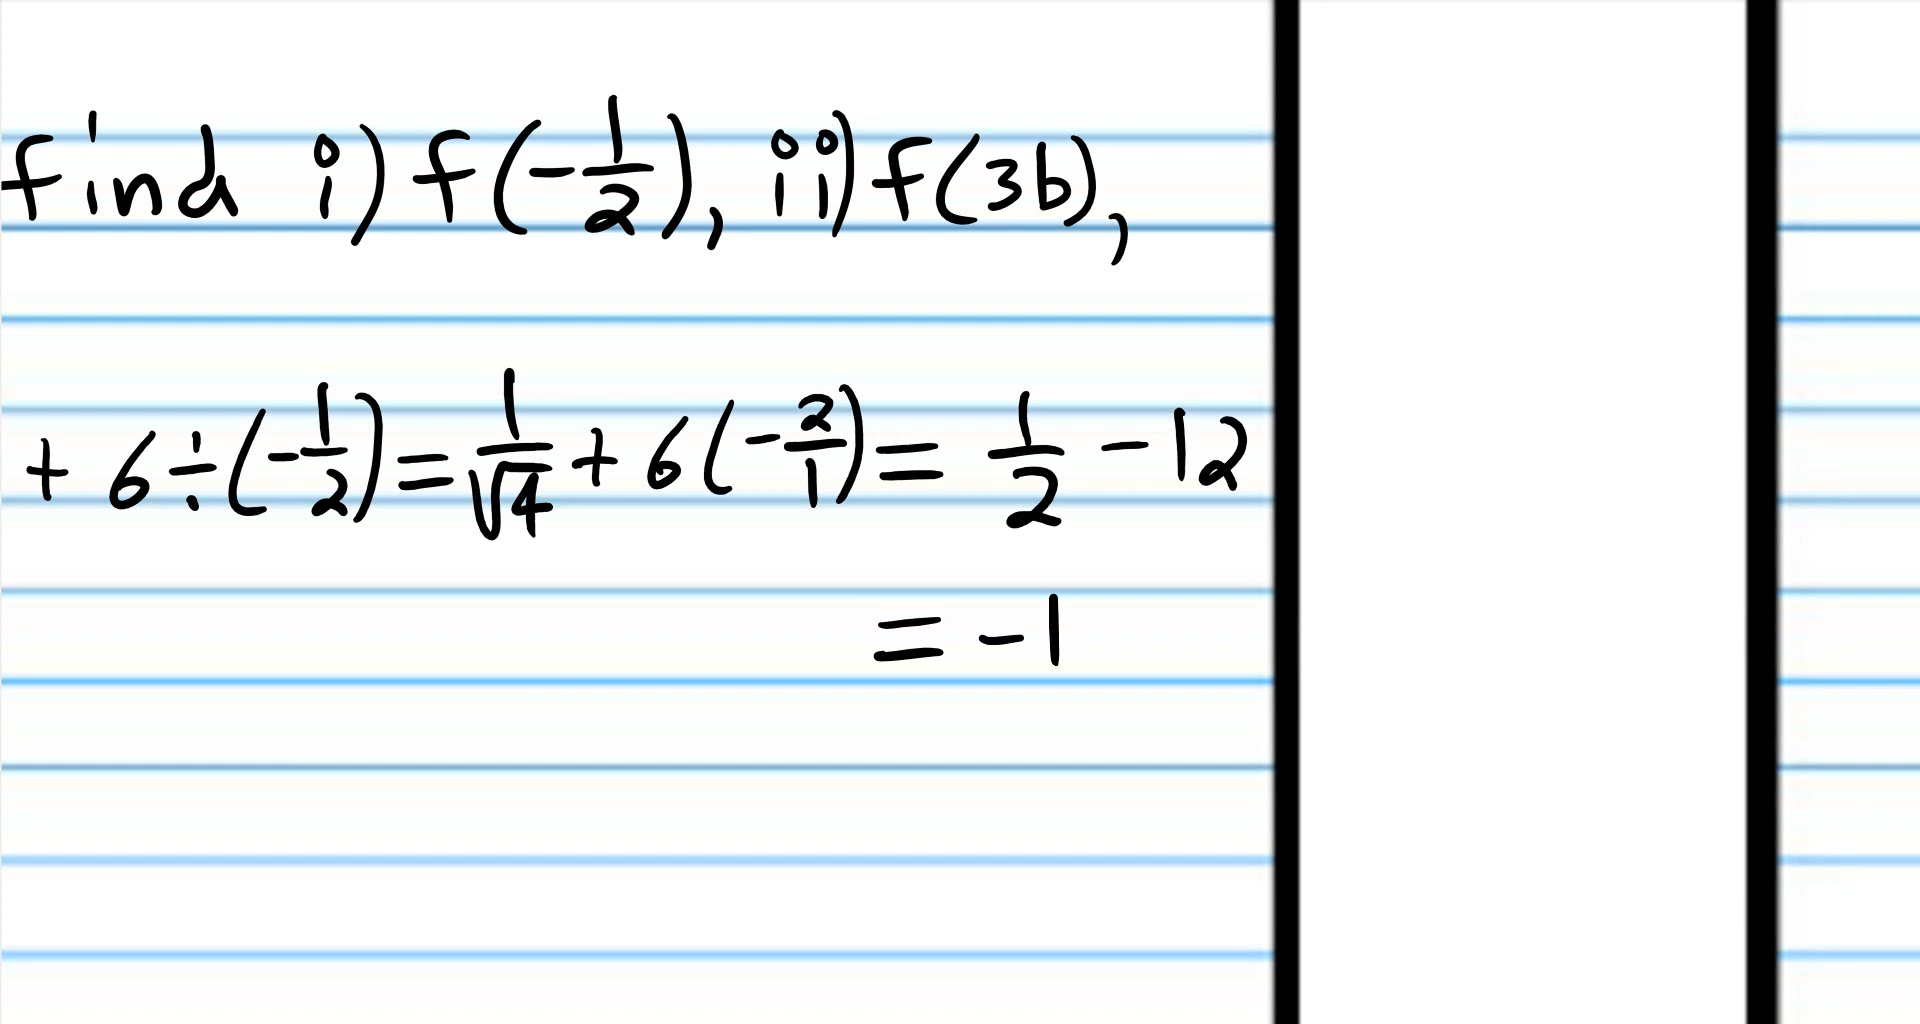 find i) f(-1/2), ii) f(3b),
+ 6÷(-1/2) = 1/√4 + 6(-2/1) = 1/2 - 12
= -1